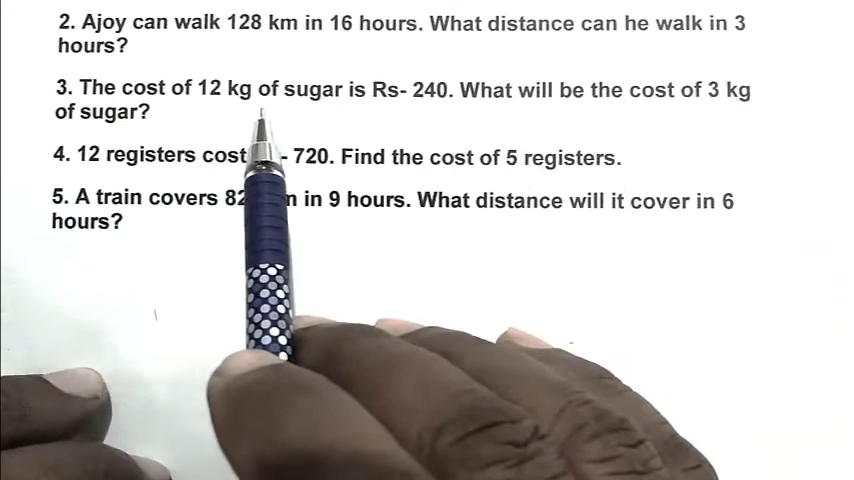 2. Ajoy can walk 128 km in 16 hours. What distance can he walk in 3
hours?
3. The cost of 12 kg of sugar is Rs- 240. What will be the cost of 3 kg
of sugar?
4. 12 registers cost - 720. Find the cost of 5 registers.
5. A train covers in 9 hours. What distance will it cover in 6
hours?